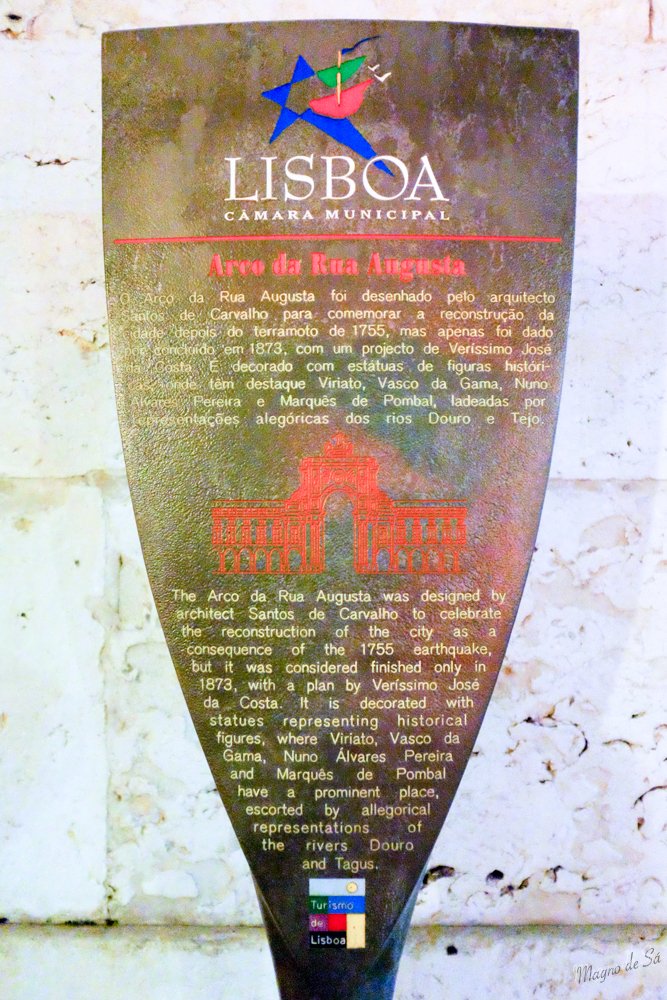 LISBOA
CÂMARA MUNICIPAL
Arco da Rua Augusta
O Arco da Rua Augusta foi desenhado pelo arquitecto
Santos de Carvalho para comemorar a reconstrução da
cidade depois do terramoto de 1755, mas apenas foi dado
por concluído em 1873, com um projecto de Veríssimo José
da Costa. É decorado com estátuas de figuras históri-
cas, onde têm destaque Viriato, Vasco da Gama, Nuno
Álvares Pereira e Marquês de Pombal, ladeadas por
representações alegóricas dos rios Douro e Tejo.
The Arco da Rua Augusta was designed by
architect Santos de Carvalho to celebrate
the reconstruction of the city as a
consequence of the 1755 earthquake,
but it was considered finished only in
1873, with a plan by Veríssimo José
da Costa. It is decorated with
statues representing historical
figures, where Viriato, Vasco da
Gama, Nuno Álvares Pereira
and Marquês de Pombal
have a prominent place,
escorted by allegorical
representations of
the rivers Douro
and Tagus.
Turismo
de
Lisboa
Magno de Sá